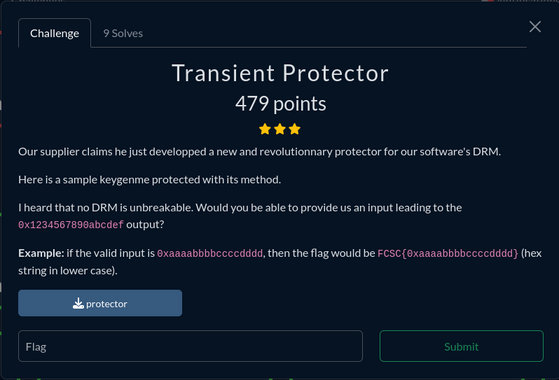 Challenge
9 Solves
Transient Protector
479 points
Our supplier claims he just developped a new and revolutionnary protector for our software's DRM.
Here is a sample keygenme protected with its method.
I heard that no DRM is unbreakable. Would you be able to provide us an input leading to the
0x1234567890abcdef output?
Example: if the valid input is 0xaaaabbbbccccdddd, then the flag would be FCSC{0xaaaabbbbccccdddd} (hex
string in lower case).
protector
Flag
Submit